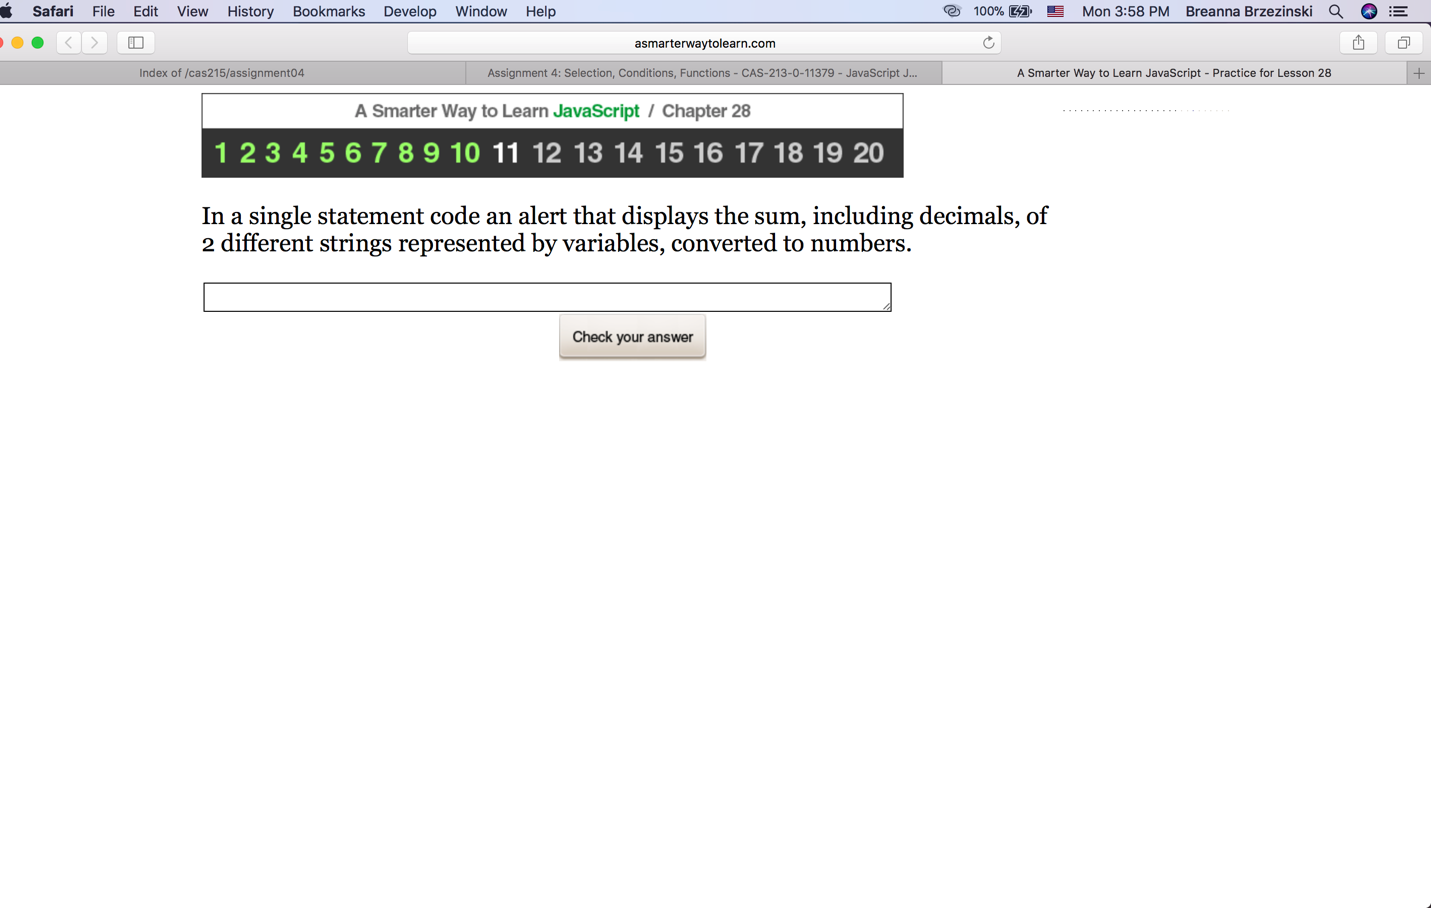 Safari File Edit View History Bookmarks Develop Window Help 100% Mon 3:58 PM Breanna Brzezinski
asmarterwaytolearn.com
Index of /cas215/assignment04 Assignment 4: Selection, Conditions, Functions - CAS-213-0-11379 - JavaScript J... A Smarter Way to Learn JavaScript - Practice for Lesson 28
A Smarter Way to Learn JavaScript / Chapter 28
1 2 3 4 5 6 7 8 9 10 11 12 13 14 15 16 17 18 19 20
In a single statement code an alert that displays the sum, including decimals, of
2 different strings represented by variables, converted to numbers.
Check your answer